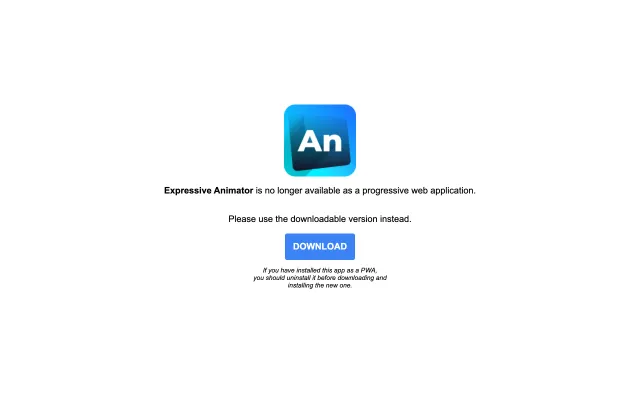 An
Expressive Animator is no longer available as a progressive web application.
Please use the downloadable version instead.
DOWNLOAD
If you have installed this app as a PWA,
you should uninstall it before downloading and
installing the new one.